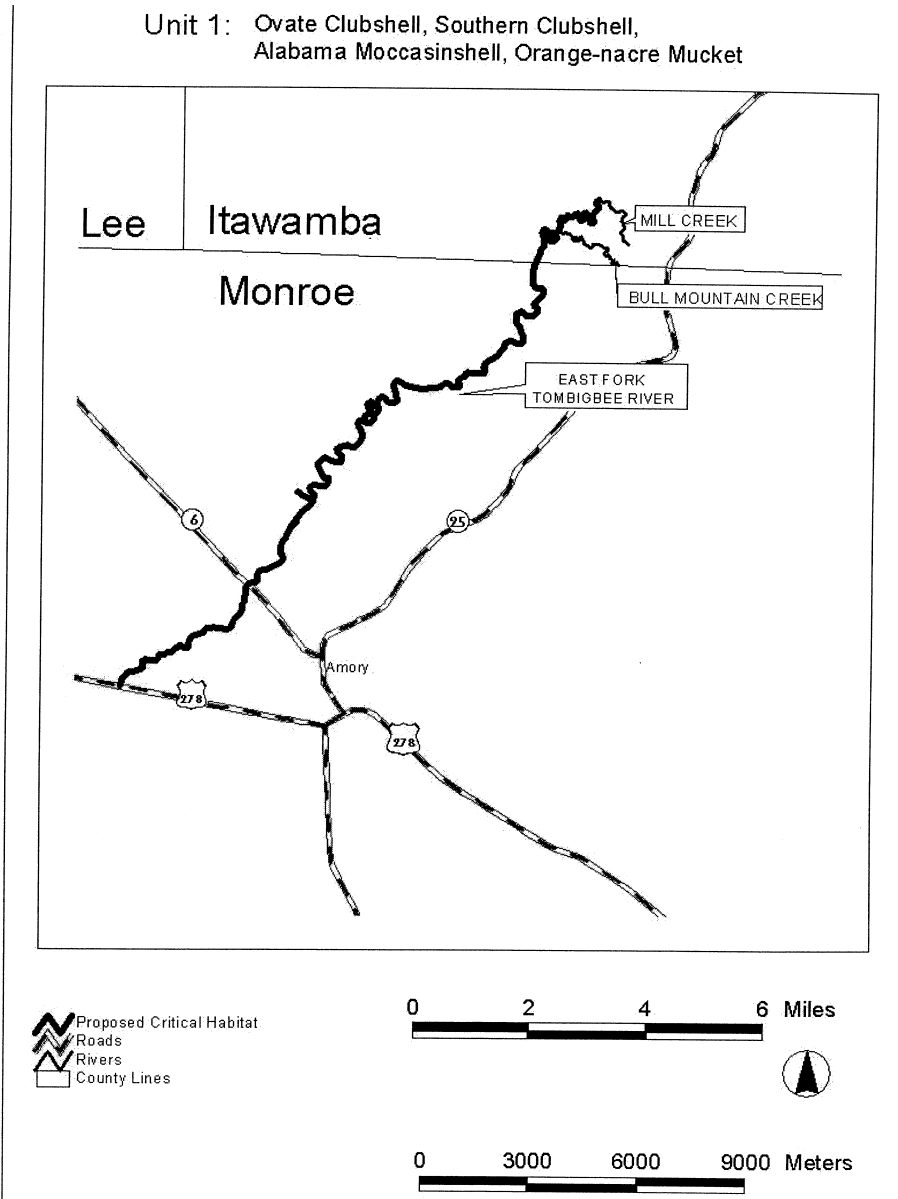 Unit 1: Ovate Clubshell, Southern Clubshell,
Alabama Moccasinshell, Orange-nacre Mucket
Lee
Itawamba
MILL CREEK
Monroe
BULL MOUNTAIN CREEK
EAST FORK
TOMBIGBEE RIVER
6
25
Amory
278
278
Proposed Critical Habitat
Roads
Rivers
County Lines
0 2 4 6 Miles
0 3000 6000 9000 Meters